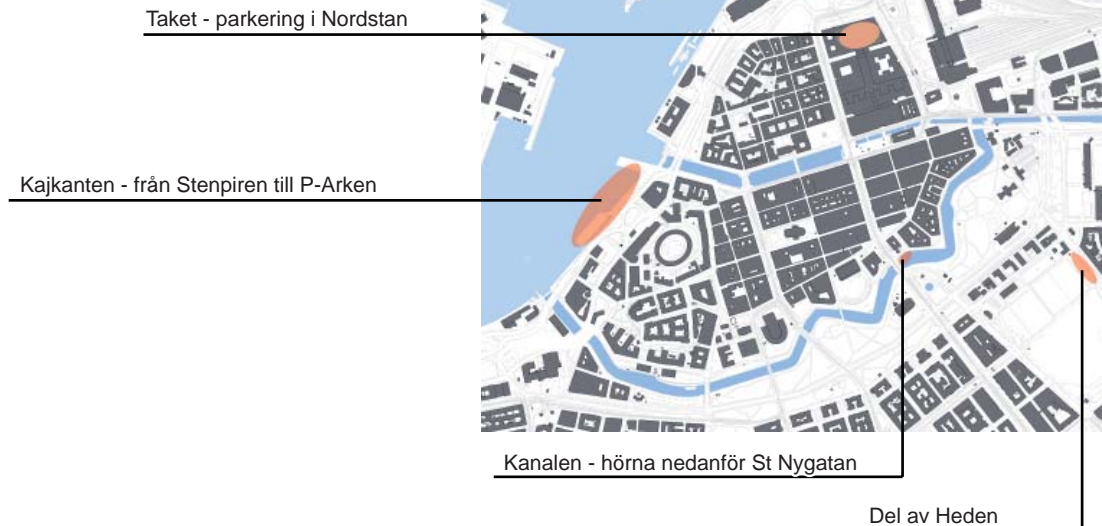 Taket - parkering i Nordstan
Kajkanten - från Stenpiren till P-Arken
Kanalen - hörna nedanför St Nygatan
Del av Heden